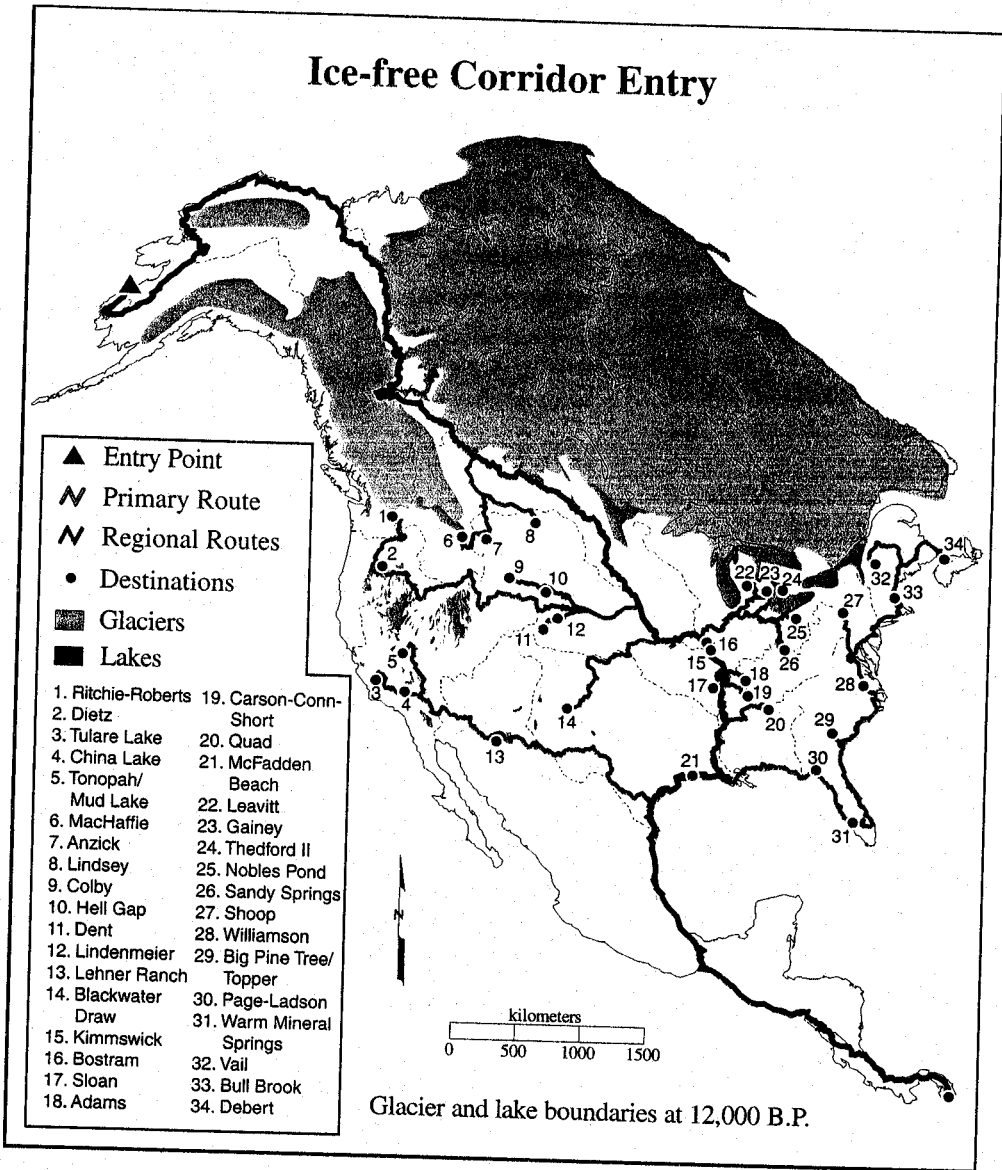 Ice-free Corridor Entry
Entry Point
Primary Route
Regional Routes
Destinations
Glaciers
Lakes
1. Ritchie-Roberts
2. Dietz
3. Tulare Lake
4. China Lake
5. Tonopah/
Mud Lake
6. MacHaffie
7. Anzick
8. Lindsey
9. Colby
10. Hell Gap
11. Dent
12. Lindenmeier
13. Lehner Ranch
14. Blackwater
Draw
15. Kimmswick
16. Bostram
17. Sloan
18. Adams
19. Carson-Conn-
Short
20. Quad
21. McFadden
Beach
22. Leavitt
23. Gainey
24. Thedford II
25. Nobles Pond
26. Sandy Springs
27. Shoop
28. Williamson
29. Big Pine Tree/
Topper
30. Page-Ladson
31. Warm Mineral
Springs
32. Vail
33. Bull Brook
34. Debert
1
2
3
4
5
6
7
8
9
10
11
12
13
14
15
16
17
18
19
20
21
22
23
24
25
26
27
28
29
30
31
32
33
34
N
kilometers
0 500 1000 1500
Glacier and lake boundaries at 12,000 B.P.